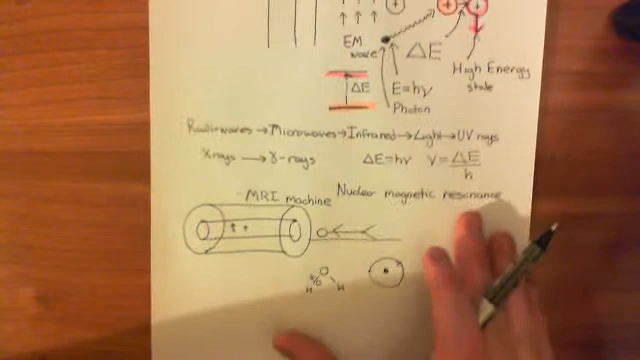 +
+
EM
wave
ΔE
High Energy
state
ΔE
E=hν
Photon
Radiowaves → Microwaves → Infrared → Light → UV rays
Xrays → γ-rays ΔE=hν ν = ΔE
h
MRI machine Nuclear magnetic resonance
O
H H